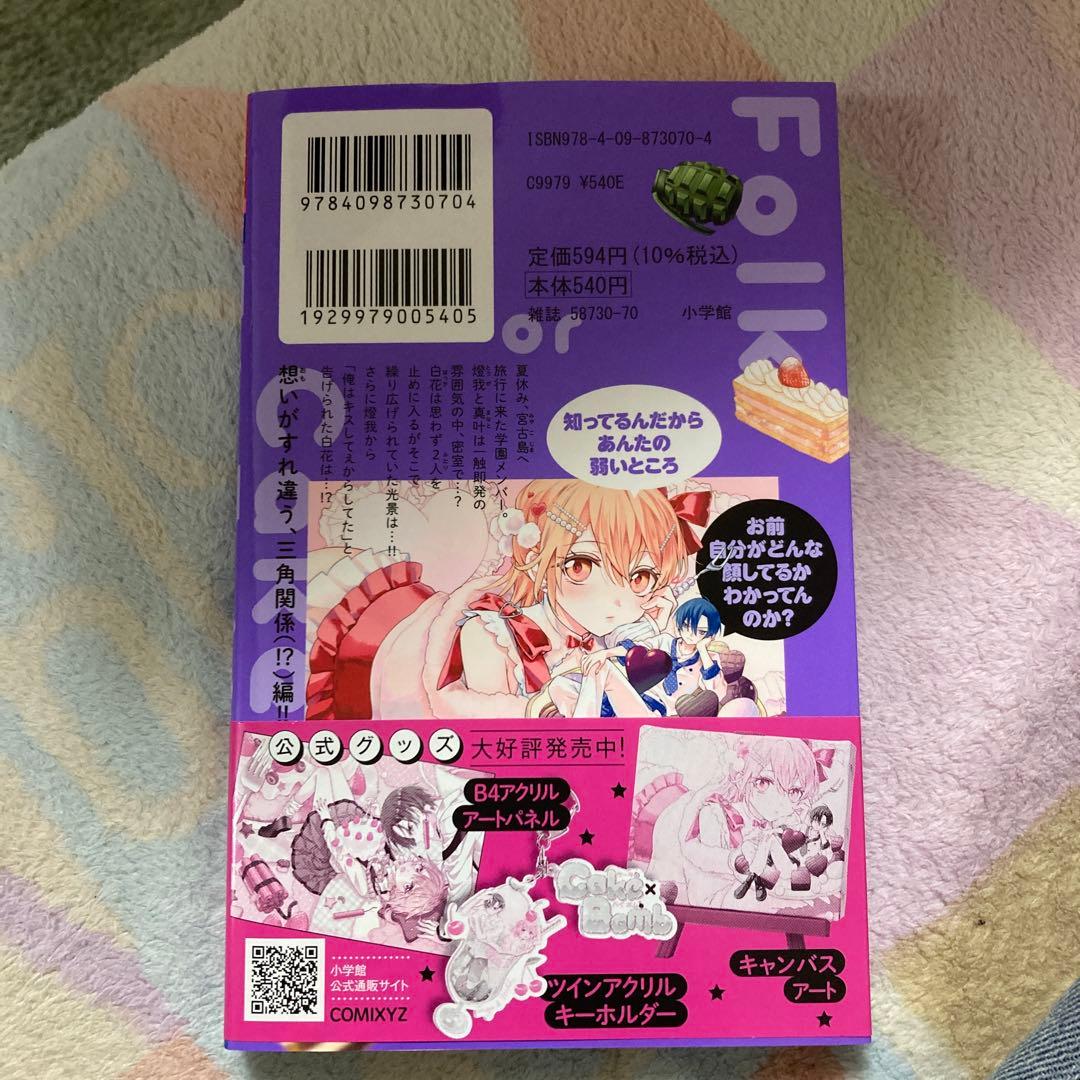 Folk
or
Cake
9784098730704
1929979005405
ISBN978-4-09-873070-4
C9979 ¥540E
定価594円(10%税込)
本体540円
雑誌 58730-70
小学館
夏休み、宮古島へ
旅行に来た学園メンバー。
燈我と真叶は一触即発の
雰囲気の中、密室で…?
白花は思わず2人を
止めに入るがそこで
繰り広げられていた光景は…!!
さらに燈我から
「俺はキスしてえからしてた」と、
告げられた白花は…!?
想いがすれ違う、三角関係(!?)編!!
知ってるんだから
あんたの
弱いところ
お前
自分がどんな
顔してるか
わかってん
のか?
公式グッズ 大好評発売中!
B4アクリル
アートパネル
Cake×
Bomb
ツインアクリル
キーホルダー
キャンバス
アート
小学館
公式通販サイト
COMIXYZ